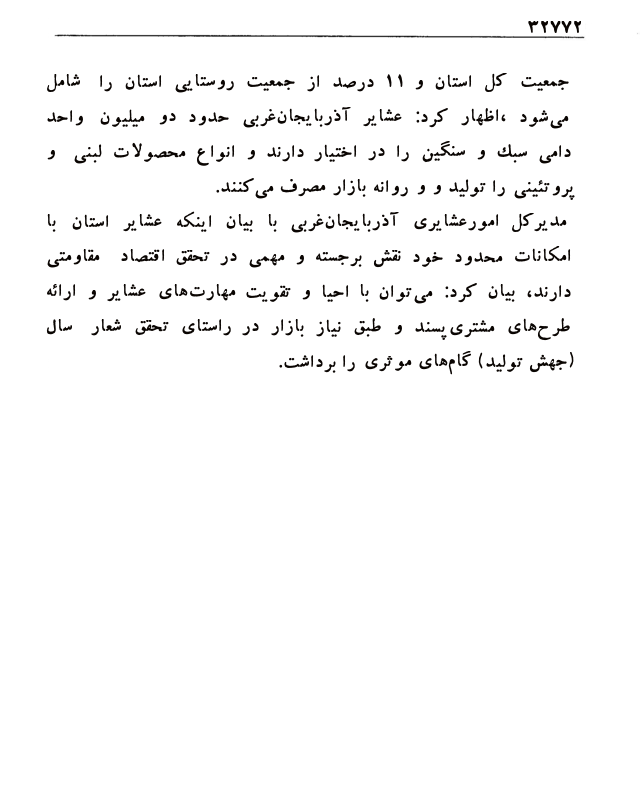 ۳۲۷۷۲
جمعیت کل استان و ۱۱ درصد از جمعیت روستایی استان را شامل
می‌شود ،اظهار کرد: عشایر آذربایجان‌غربی حدود دو میلیون واحد
دامی سبك و سنگین را در اختیار دارند و انواع محصولات لبنی و
پروتئینی را تولید و و روانه بازار مصرف می‌کنند.
مدیرکل امورعشایری آذربایجان‌غربی با بیان اینکه عشایر استان با
امکانات محدود خود نقش برجسته و مهمی در تحقق اقتصاد مقاومتی
دارند، بیان کرد: می‌توان با احیا و تقویت مهارت‌های عشایر و ارائه
طرح‌های مشتری‌پسند و طبق نیاز بازار در راستای تحقق شعار سال
(جهش تولید) گام‌های موثری را برداشت.